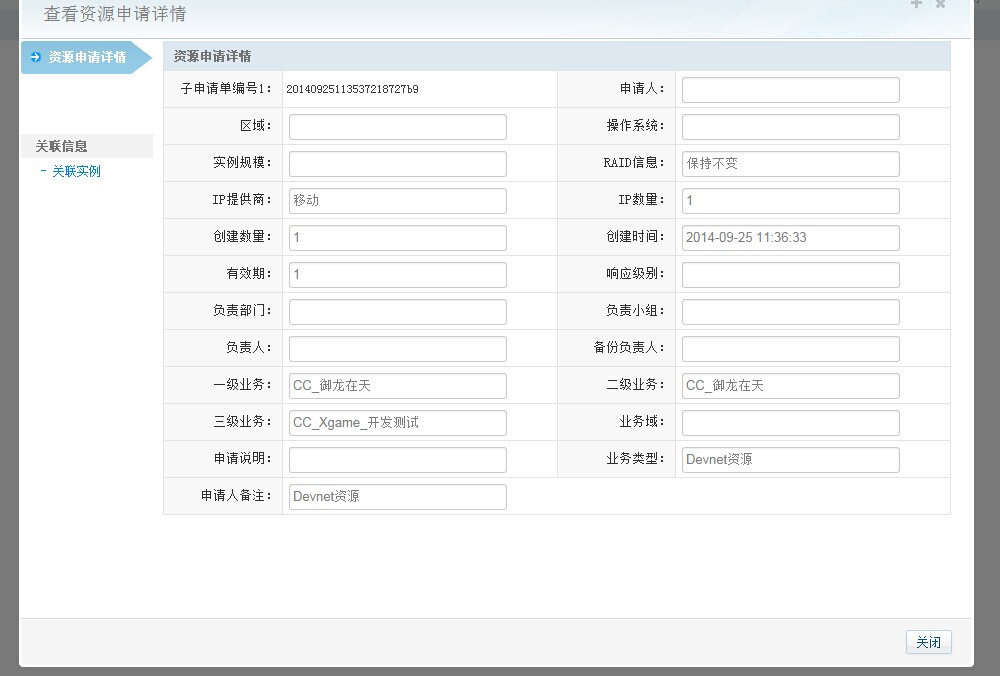 查看资源申请详情
资源申请详情
关联信息
- 关联实例
资源申请详情
子申请单编号1： 20140925113537218727b9 申请人：
区域： 操作系统：
实例规模： RAID信息： 保持不变
IP提供商： 移动 IP数量： 1
创建数量： 1 创建时间： 2014-09-25 11:36:33
有效期： 1 响应级别：
负责部门： 负责小组：
负责人： 备份负责人：
一级业务： CC_御龙在天 二级业务： CC_御龙在天
三级业务： CC_Xgame_开发测试 业务域：
申请说明： 业务类型： Devnet资源
申请人备注： Devnet资源
关闭